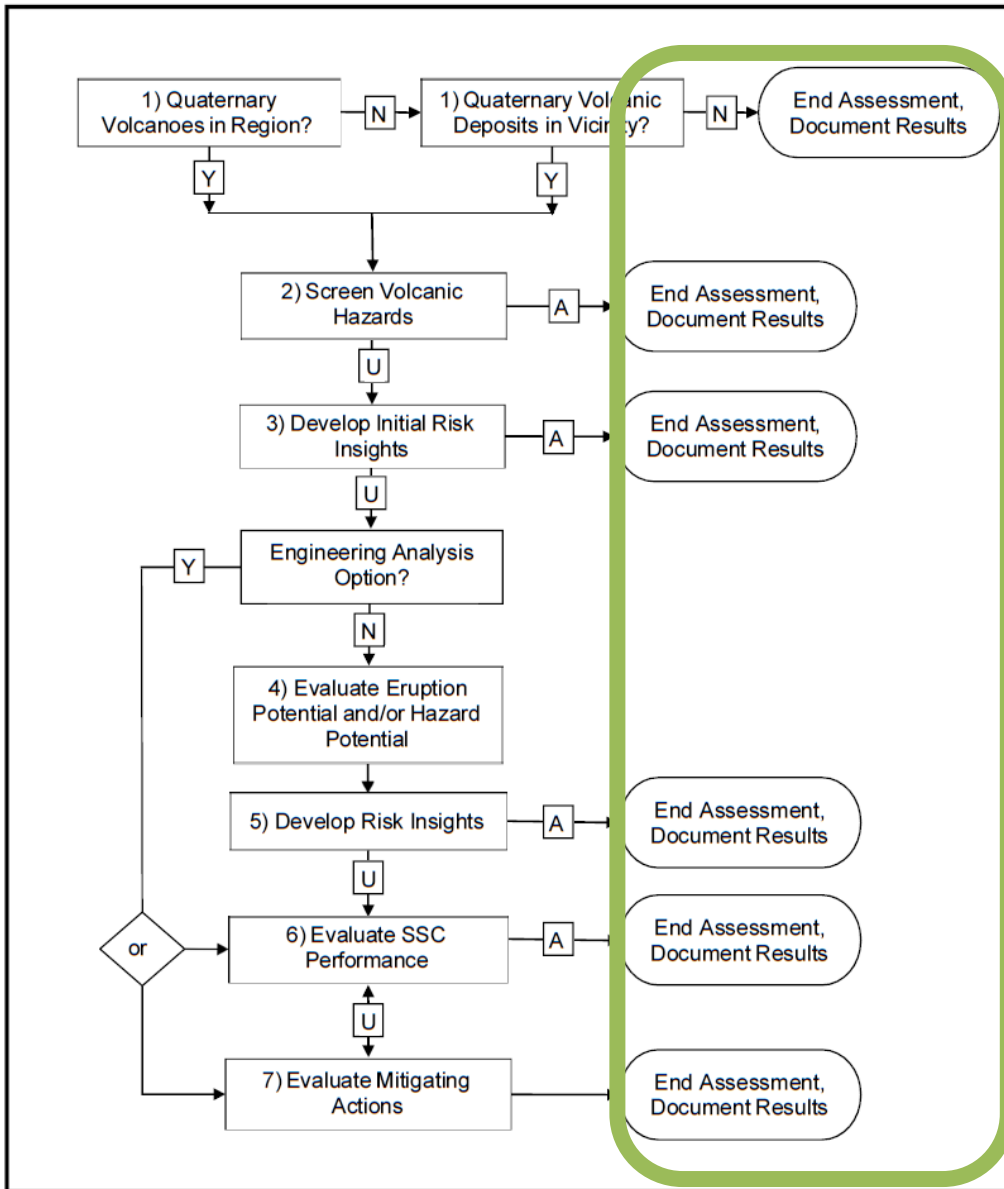 1) Quaternary
Volcanoes in Region?
N
1) Quaternary Volcanic
Deposits in Vicinity?
N
End Assessment,
Document Results
Y
Y
2) Screen Volcanic
Hazards
A
End Assessment,
Document Results
U
3) Develop Initial Risk
Insights
A
End Assessment,
Document Results
U
Y
Engineering Analysis
Option?
N
4) Evaluate Eruption
Potential and/or Hazard
Potential
5) Develop Risk Insights
A
End Assessment,
Document Results
U
or
6) Evaluate SSC
Performance
A
End Assessment,
Document Results
U
7) Evaluate Mitigating
Actions
End Assessment,
Document Results